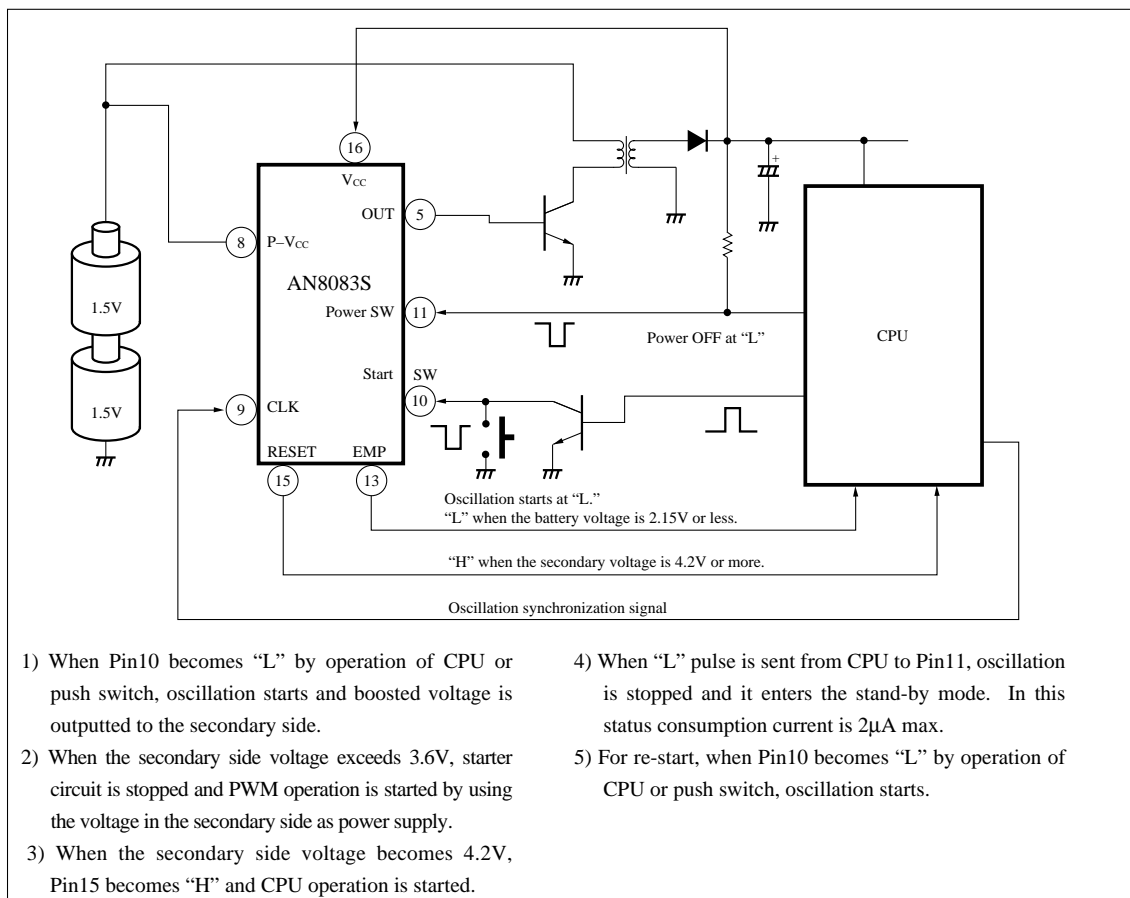 16
VCC
OUT
5
8
P–VCC
AN8083S
1.5V
Power SW
11
Power OFF at “L”
CPU
Start
SW
10
1.5V
9
CLK
RESET
EMP
15
13
Oscillation starts at “L.”
“L” when the battery voltage is 2.15V or less.
“H” when the secondary voltage is 4.2V or more.
Oscillation synchronization signal
+
1) When Pin10 becomes “L” by operation of CPU or
push switch, oscillation starts and boosted voltage is
outputted to the secondary side.
2) When the secondary side voltage exceeds 3.6V, starter
circuit is stopped and PWM operation is started by using
the voltage in the secondary side as power supply.
3) When the secondary side voltage becomes 4.2V,
Pin15 becomes “H” and CPU operation is started.
4) When “L” pulse is sent from CPU to Pin11, oscillation
is stopped and it enters the stand-by mode. In this
status consumption current is 2μA max.
5) For re-start, when Pin10 becomes “L” by operation of
CPU or push switch, oscillation starts.